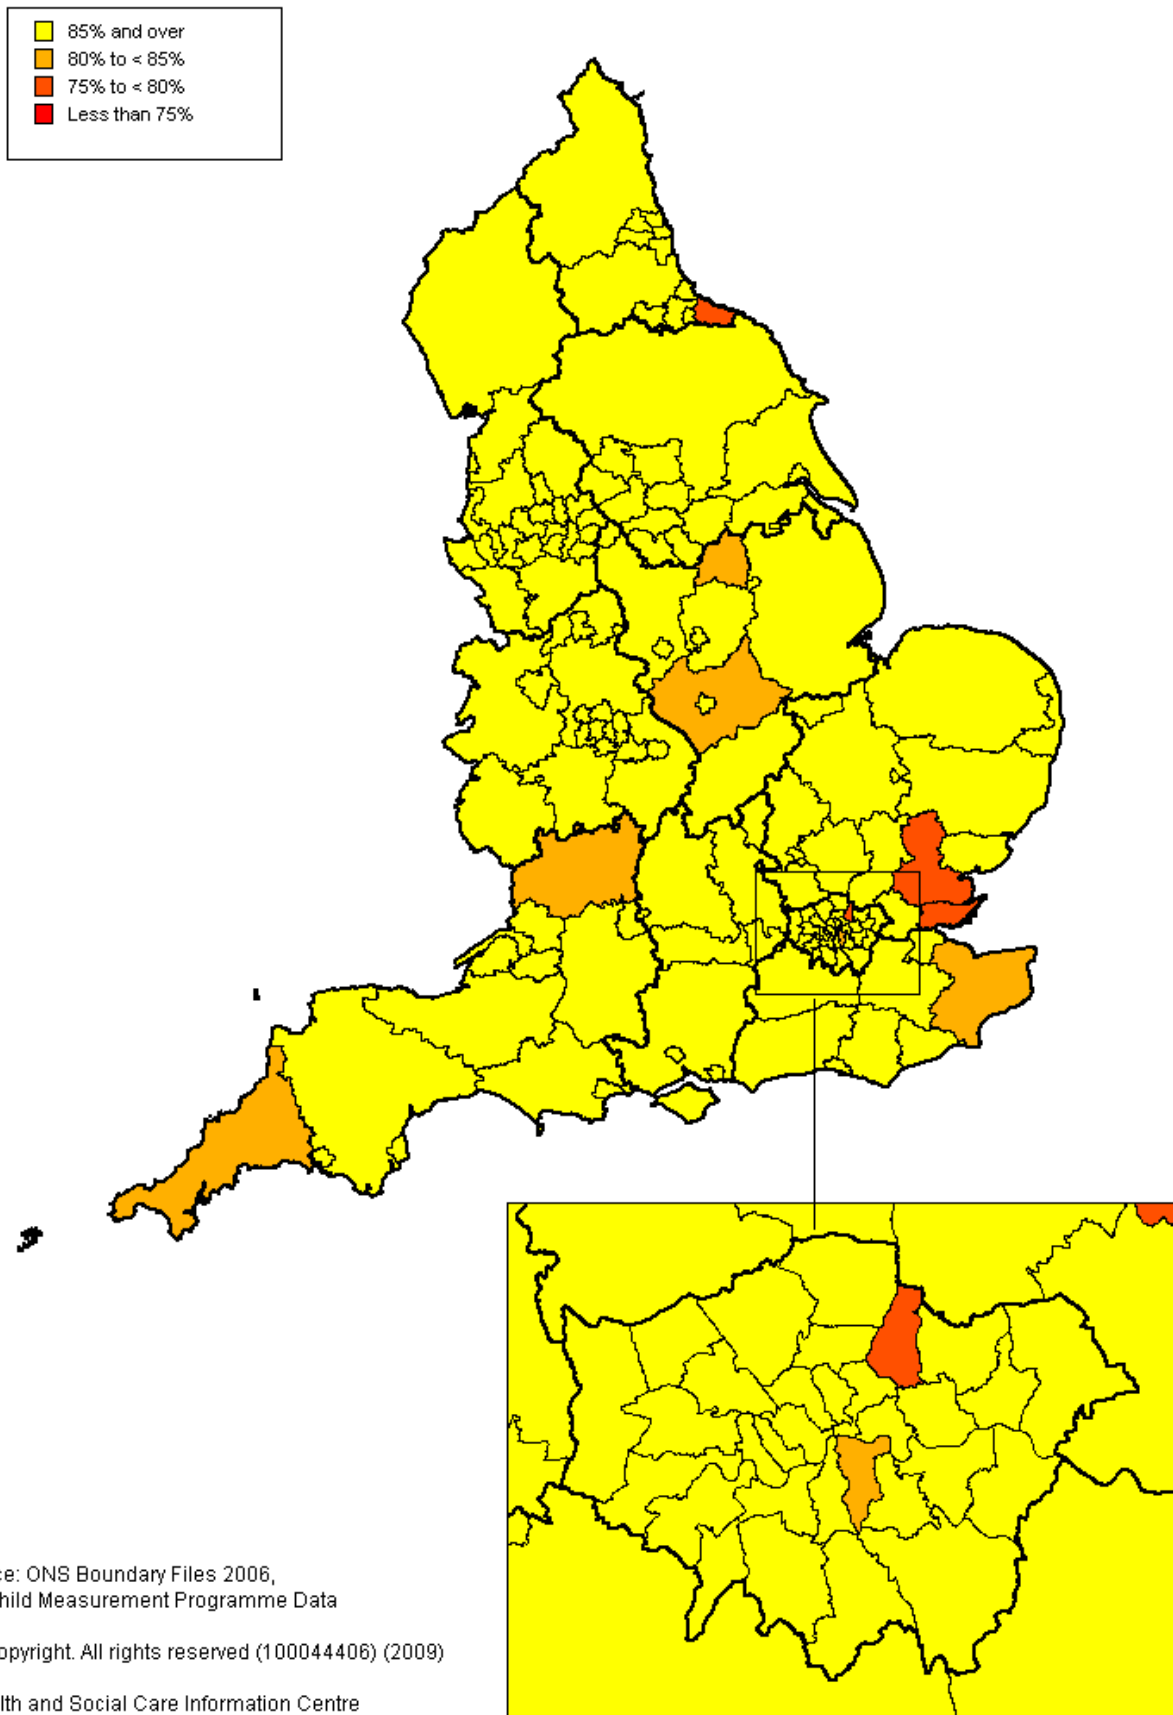 85% and over
80% to < 85%
75% to < 80%
Less than 75%
ce: ONS Boundary Files 2006,
hild Measurement Programme Data
opyright. All rights reserved (100044406) (2009)
lth and Social Care Information Centre